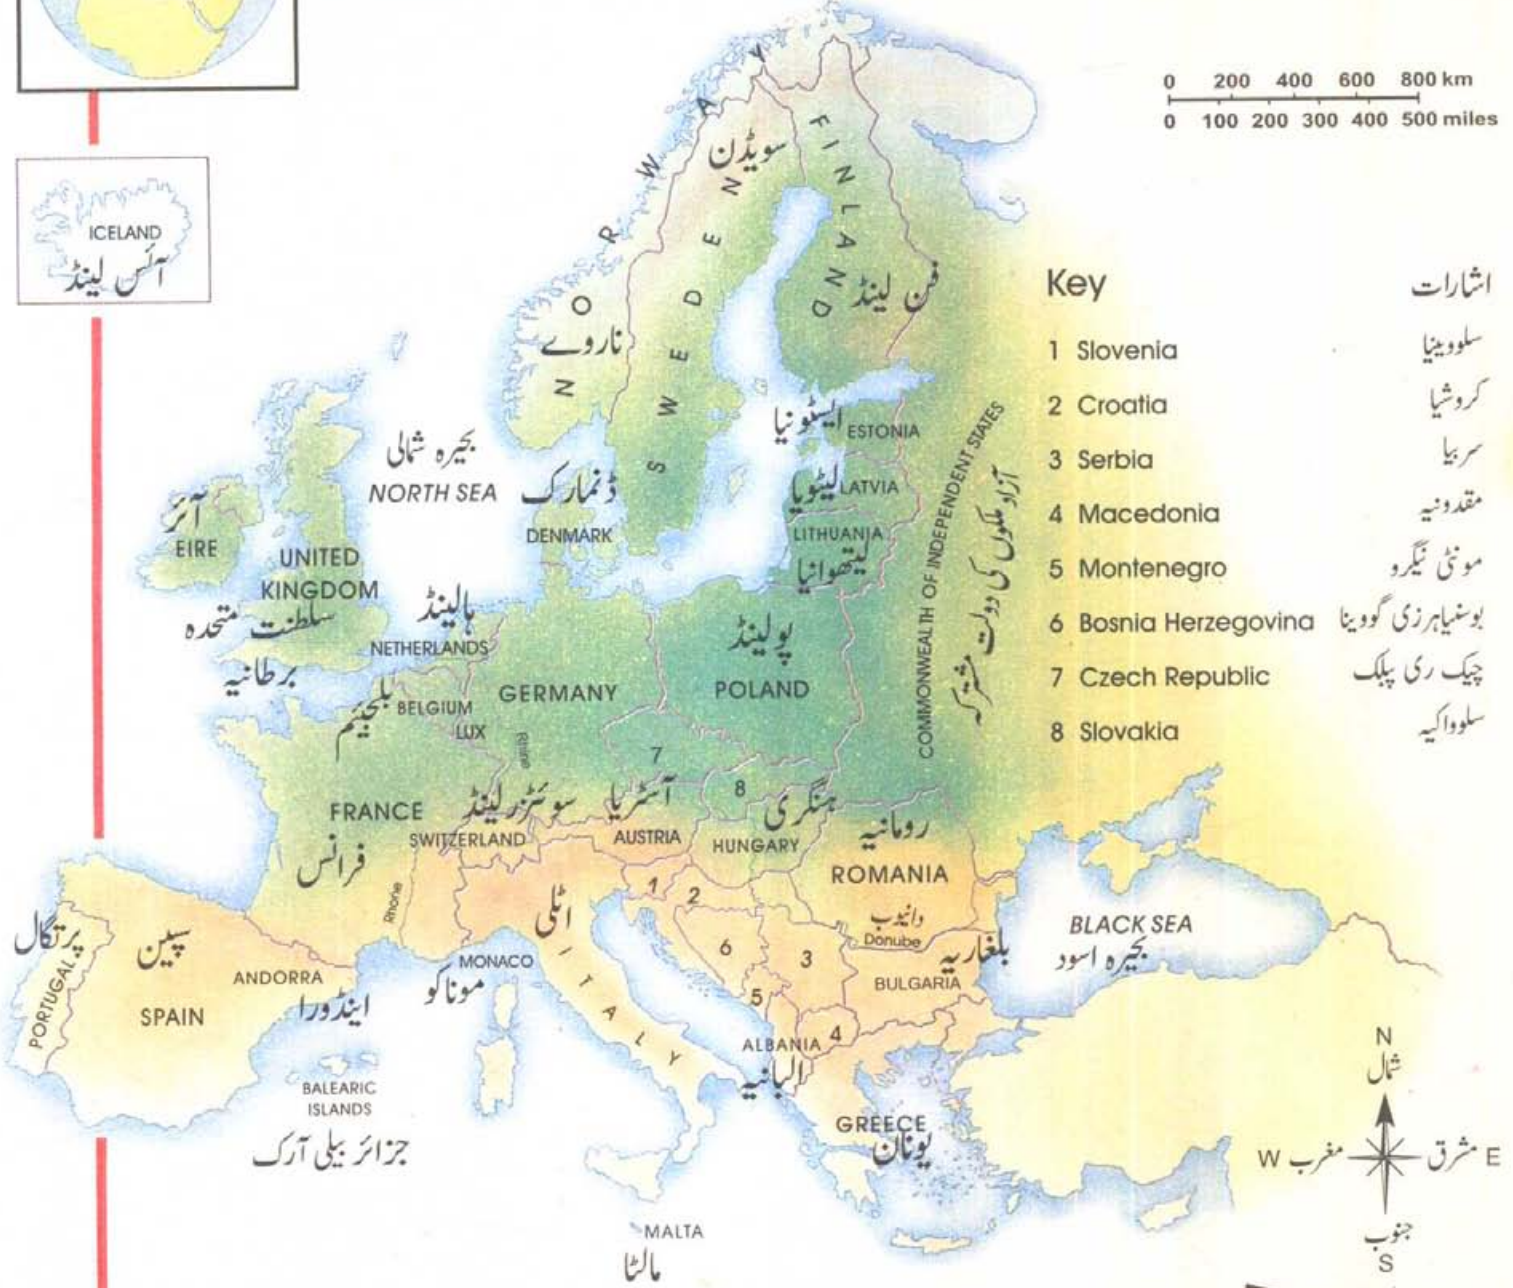 0 200 400 600 800 km
0 100 200 300 400 500 miles
ICELAND
آئس لینڈ
NORWAY
ناروے
سویڈن
SWEDEN
FINLAND
فن لینڈ
Key
اشارات
1 Slovenia سلووینیا
2 Croatia کروشیا
3 Serbia سربیا
4 Macedonia مقدونیہ
5 Montenegro مونٹی نیگرو
6 Bosnia Herzegovina بوسنیاہرزی گووینا
7 Czech Republic چیک ری پبلک
8 Slovakia سلوواکیہ
ایسٹونیا
ESTONIA
لیٹویا
LATVIA
LITHUANIA
لیتھوانیا
COMMONWEALTH OF INDEPENDENT STATES
آزاد ملکوں کی دولت مشترکہ
بحیرہ شمالی
NORTH SEA
ڈنمارک
DENMARK
آئر
EIRE
UNITED
KINGDOM
سلطنت متحدہ
برطانیہ
ہالینڈ
NETHERLANDS
بلجیئم
BELGIUM
LUX
GERMANY
Rhine
پولینڈ
POLAND
7
8
FRANCE
فرانس
سوئٹزرلینڈ
SWITZERLAND
آسٹریا
AUSTRIA
ہنگری
HUNGARY
رومانیہ
ROMANIA
Rhone
اٹلی
ITALY
1
2
6
3
5
4
دانیوب
Donube
بلغاریہ
BULGARIA
BLACK SEA
بحیرہ اسود
پرتگال
PORTUGAL
سپین
SPAIN
ANDORRA
اینڈورا
MONACO
موناکو
BALEARIC
ISLANDS
جزائر بیلی آرک
ALBANIA
البانیہ
GREECE
یونان
MALTA
مالٹا
N
شمال
W مغرب
مشرق E
جنوب
S